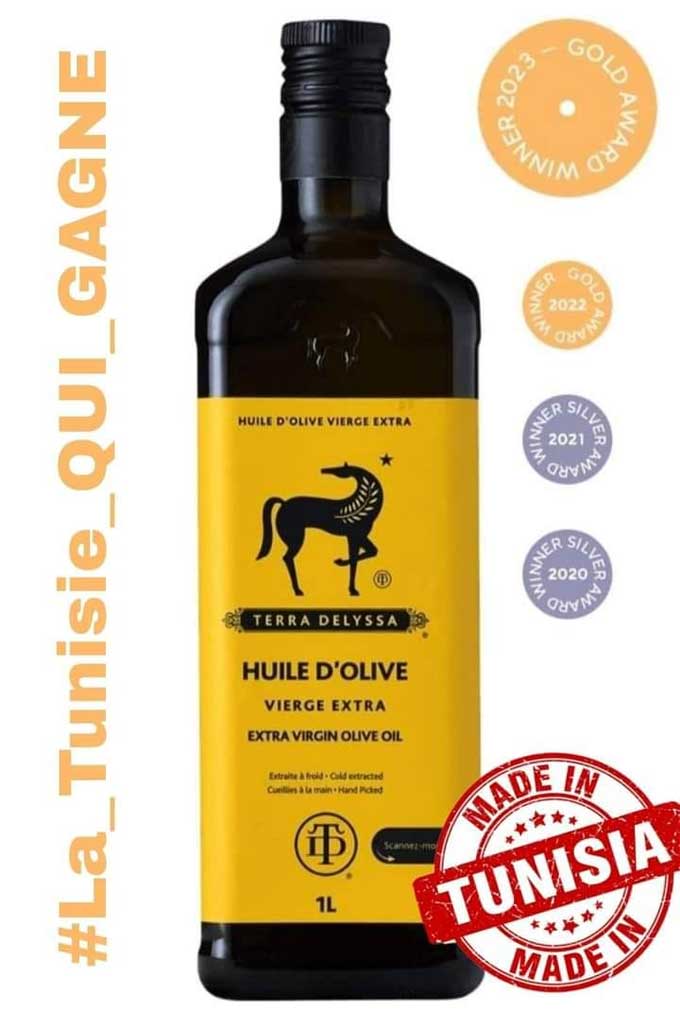 #La_Tunisie_QUI_GAGNE
GOLD AWARD WINNER 2023 –
GOLD AWARD WINNER
2022
SILVER AWARD WINNER
2021
SILVER AWARD WINNER
2020
HUILE D'OLIVE VIERGE EXTRA
TERRA DELYSSA
®
HUILE D'OLIVE
VIERGE EXTRA
EXTRA VIRGIN OLIVE OIL
Extraite à froid • Cold extracted
Cueillies à la main • Hand Picked
TD
®
1L
MADE IN
TUNISIA
MADE IN